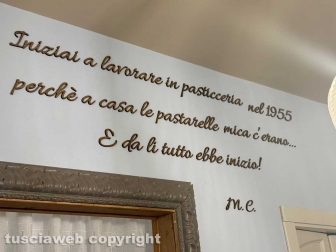 Iniziai a lavorare in pasticceria nel 1955
perchè a casa le pastarelle mica c'erano...
E da lì tutto ebbe inizio!
M.C.
tusciaweb copyright